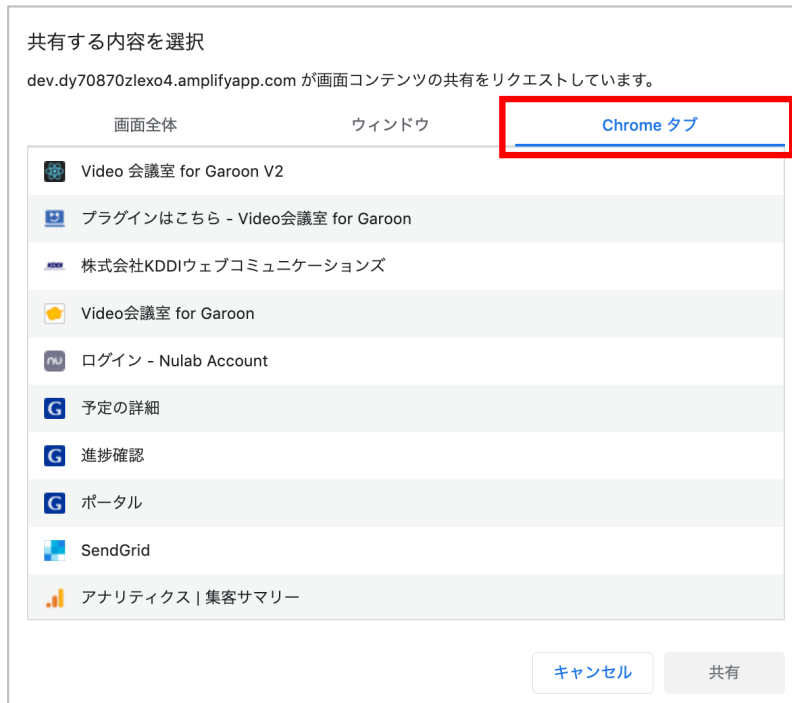 共有する内容を選択
dev.dy70870zlexo4.amplifyapp.com が画面コンテンツの共有をリクエストしています。
画面全体 ウィンドウ Chrome タブ
Video 会議室 for Garoon V2
プラグインはこちら - Video会議室 for Garoon
KDDI 株式会社KDDIウェブコミュニケーションズ
Video会議室 for Garoon
nu ログイン - Nulab Account
G 予定の詳細
G 進捗確認
G ポータル
SendGrid
アナリティクス | 集客サマリー
キャンセル 共有